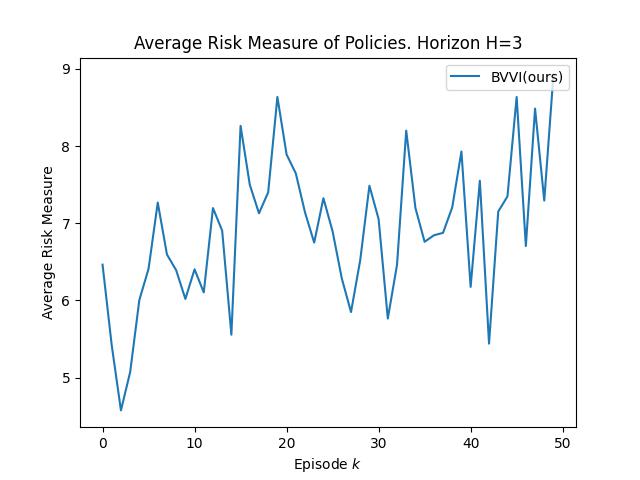 Average Risk Measure of Policies. Horizon H=3
BVVI(ours)
Average Risk Measure
9
8
7
6
5
0 10 20 30 40 50
Episode k